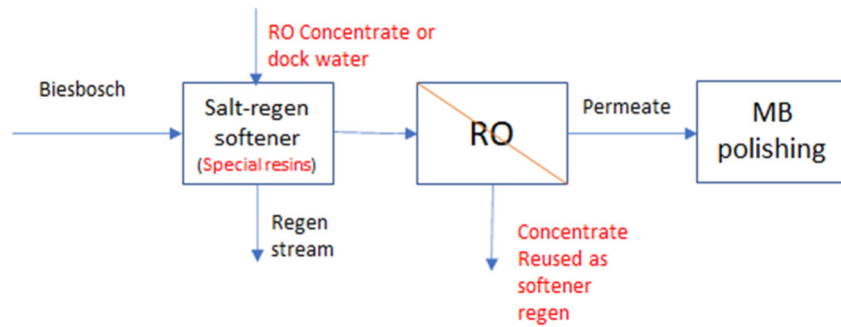 RO Concentrate or
dock water
Biesbosch
Salt-regen
softener
(Special resins)
RO
Permeate
MB
polishing
Regen
stream
Concentrate
Reused as
softener
regen